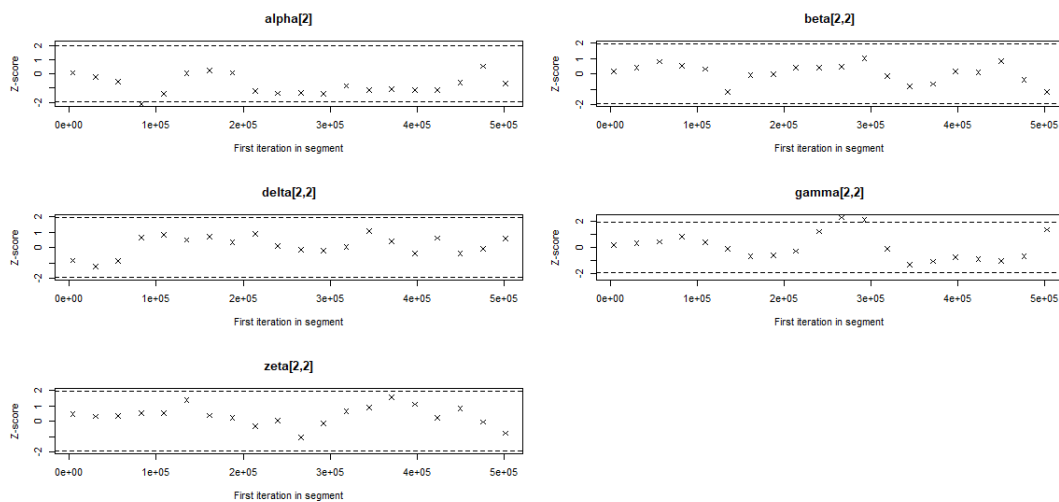 alpha[2]
Z-score
2
0
-2
0e+00 1e+05 2e+05 3e+05 4e+05 5e+05
First iteration in segment
beta[2,2]
Z-score
2
1
0
-2
0e+00 1e+05 2e+05 3e+05 4e+05 5e+05
First iteration in segment
delta[2,2]
Z-score
2
1
0
-2
0e+00 1e+05 2e+05 3e+05 4e+05 5e+05
First iteration in segment
gamma[2,2]
Z-score
2
0
-2
0e+00 1e+05 2e+05 3e+05 4e+05 5e+05
First iteration in segment
zeta[2,2]
Z-score
2
1
0
-2
0e+00 1e+05 2e+05 3e+05 4e+05 5e+05
First iteration in segment